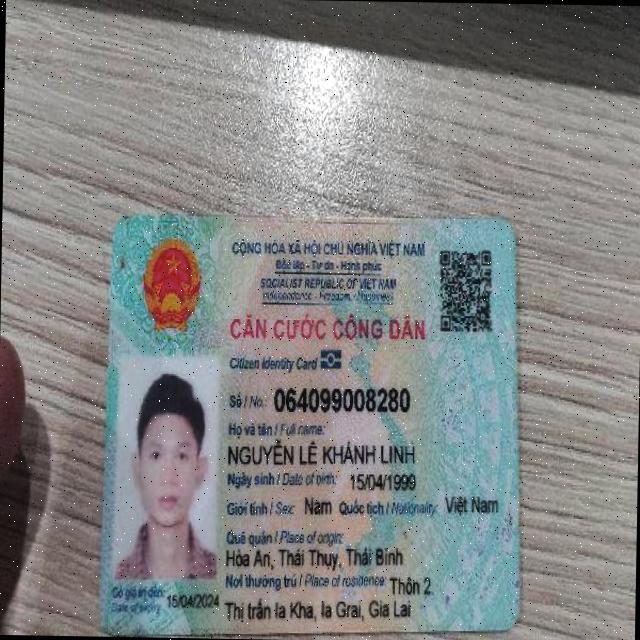 CỘNG HÒA XÃ HỘI CHỦ NGHĨA VIỆT NAM
Độc lập - Tự do - Hạnh phúc
SOCIALIST REPUBLIC OF VIET NAM
Independence - Freedom - Happiness
CĂN CƯỚC CÔNG DÂN
Citizen Identity Card
Số / No.: 064099008280
Họ và tên / Full name:
NGUYỄN LÊ KHÁNH LINH
Ngày sinh / Date of birth: 15/04/1999
Giới tính / Sex: Nam Quốc tịch / Nationality: Việt Nam
Quê quán / Place of origin:
Hòa An, Thái Thụy, Thái Bình
Nơi thường trú / Place of residence: Thôn 2
Thị trấn Ia Kha, Ia Grai, Gia Lai
Có giá trị đến:
Date of expiry
15/04/2024